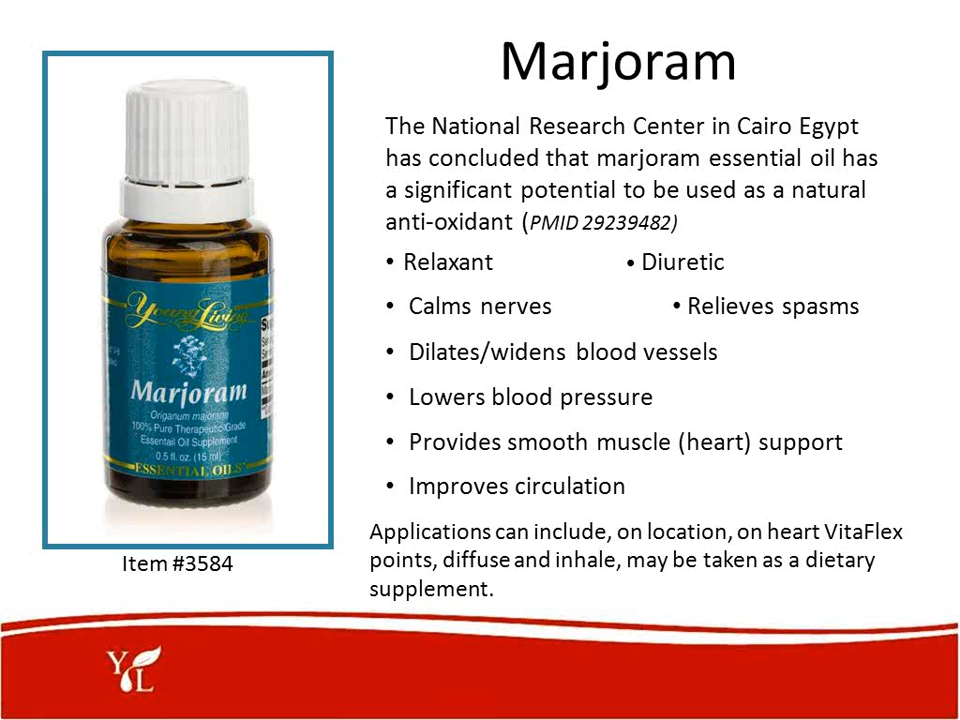 Marjoram
The National Research Center in Cairo Egypt
has concluded that marjoram essential oil has
a significant potential to be used as a natural
anti-oxidant (PMID 29239482)
• Relaxant • Diuretic
• Calms nerves • Relieves spasms
• Dilates/widens blood vessels
• Lowers blood pressure
• Provides smooth muscle (heart) support
• Improves circulation
Applications can include, on location, on heart VitaFlex
points, diffuse and inhale, may be taken as a dietary
supplement.
Young Living
Marjoram
Origanum majorana
100% Pure Therapeutic-Grade
Essentail Oil Supplement
0.5 fl. oz. (15 ml)
ESSENTIAL OILS
Item #3584
Y L